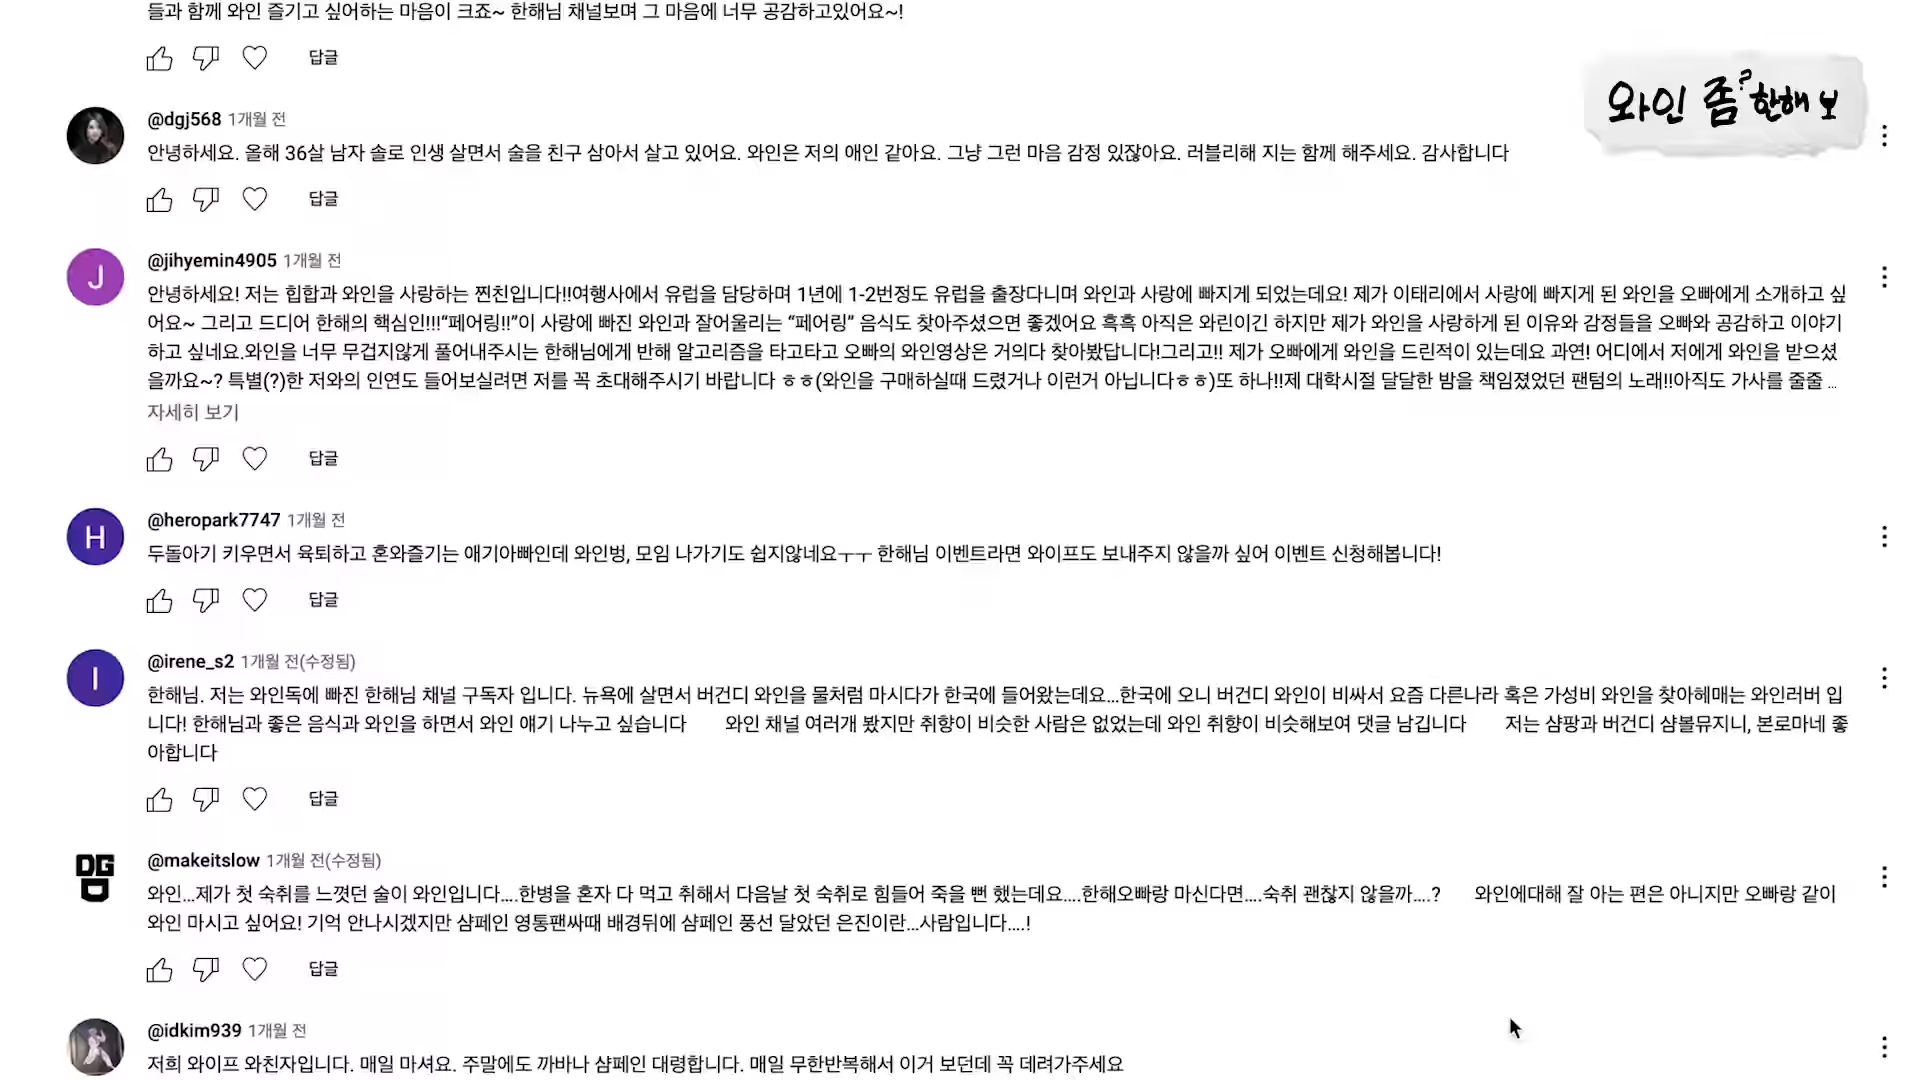 들과 함께 와인 즐기고 싶어하는 마음이 크죠~ 한해님 채널보며 그 마음에 너무 공감하고있어요~!
답글
와인 좀? 한해 보
@dgj568 1개월 전
안녕하세요. 올해 36살 남자 솔로 인생 살면서 술을 친구 삼아서 살고 있어요. 와인은 저의 애인 같아요. 그냥 그런 마음 감정 있잖아요. 러블리해 지는 함께 해주세요. 감사합니다
답글
J
@jihyemin4905 1개월 전
안녕하세요! 저는 힙합과 와인을 사랑하는 찐친입니다!!여행사에서 유럽을 담당하며 1년에 1-2번정도 유럽을 출장다니며 와인과 사랑에 빠지게 되었는데요! 제가 이태리에서 사랑에 빠지게 된 와인을 오빠에게 소개하고 싶
어요~ 그리고 드디어 한해의 핵심인!!!“페어링!!”이 사랑에 빠진 와인과 잘어울리는 “페어링” 음식도 찾아주셨으면 좋겠어요 흑흑 아직은 와린이긴 하지만 제가 와인을 사랑하게 된 이유와 감정들을 오빠와 공감하고 이야기
하고 싶네요.와인을 너무 무겁지않게 풀어내주시는 한해님에게 반해 알고리즘을 타고타고 오빠의 와인영상은 거의다 찾아봤답니다!그리고!! 제가 오빠에게 와인을 드린적이 있는데요 과연! 어디에서 저에게 와인을 받으셨
을까요~? 특별(?)한 저와의 인연도 들어보실려면 저를 꼭 초대해주시기 바랍니다 ㅎㅎ(와인을 구매하실때 드렸거나 이런거 아닙니다ㅎㅎ)또 하나!!제 대학시절 달달한 밤을 책임졌었던 팬텀의 노래!!아직도 가사를 줄줄 ...
자세히 보기
답글
H
@heropark7747 1개월 전
두돌아기 키우면서 육퇴하고 혼와즐기는 애기아빠인데 와인벙, 모임 나가기도 쉽지않네요ㅜㅜ 한해님 이벤트라면 와이프도 보내주지 않을까 싶어 이벤트 신청해봅니다!
답글
I
@irene_s2 1개월 전(수정됨)
한해님. 저는 와인독에 빠진 한해님 채널 구독자 입니다. 뉴욕에 살면서 버건디 와인을 물처럼 마시다가 한국에 들어왔는데요...한국에 오니 버건디 와인이 비싸서 요즘 다른나라 혹은 가성비 와인을 찾아헤매는 와인러버 입
니다! 한해님과 좋은 음식과 와인을 하면서 와인 얘기 나누고 싶습니다 와인 채널 여러개 봤지만 취향이 비슷한 사람은 없었는데 와인 취향이 비슷해보여 댓글 남깁니다 저는 샴팡과 버건디 샴볼뮤지니, 본로마네 좋
아합니다
답글
DG
D
@makeitslow 1개월 전(수정됨)
와인...제가 첫 숙취를 느꼈던 술이 와인입니다....한병을 혼자 다 먹고 취해서 다음날 첫 숙취로 힘들어 죽을 뻔 했는데요....한해오빠랑 마신다면....숙취 괜찮지 않을까....? 와인에대해 잘 아는 편은 아니지만 오빠랑 같이
와인 마시고 싶어요! 기억 안나시겠지만 샴페인 영통팬싸때 배경뒤에 샴페인 풍선 달았던 은진이란...사람입니다....!
답글
@idkim939 1개월 전
저희 와이프 와친자입니다. 매일 마셔요. 주말에도 까바나 샴페인 대령합니다. 매일 무한반복해서 이거 보던데 꼭 데려가주세요